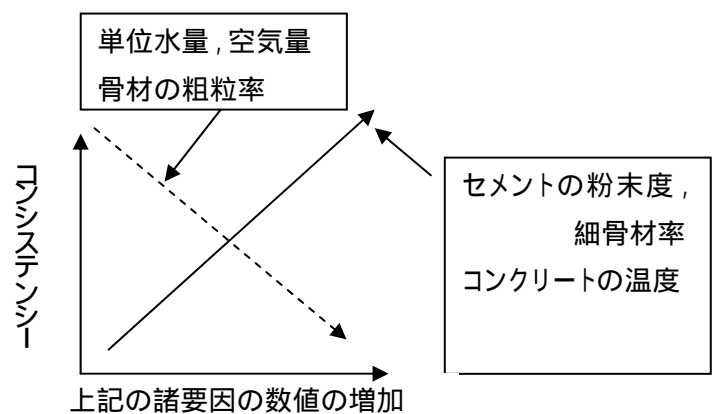 単位水量,空気量
骨材の粗粒率
コンシステンシー
セメントの粉末度,
細骨材率
コンクリートの温度
上記の諸要因の数値の増加